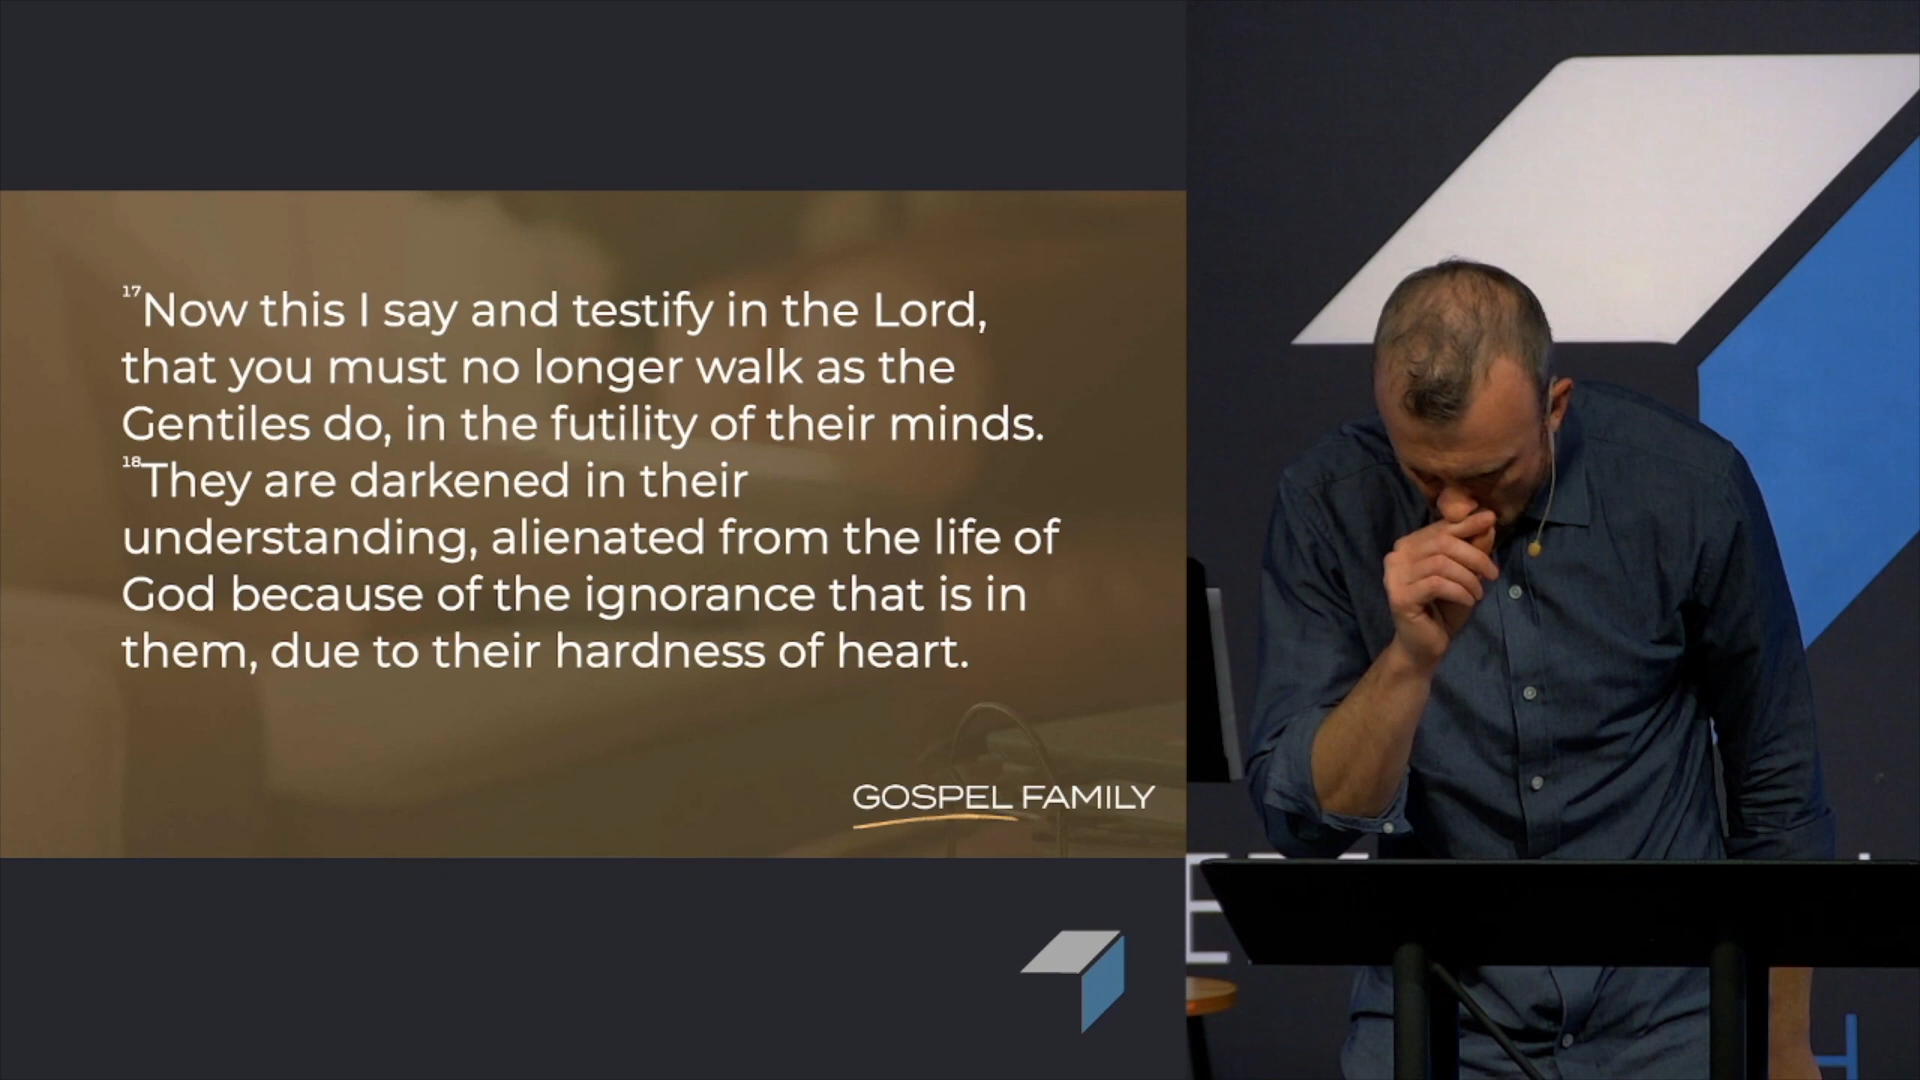 17Now this I say and testify in the Lord,
that you must no longer walk as the
Gentiles do, in the futility of their minds.
18They are darkened in their
understanding, alienated from the life of
God because of the ignorance that is in
them, due to their hardness of heart.
GOSPEL FAMILY